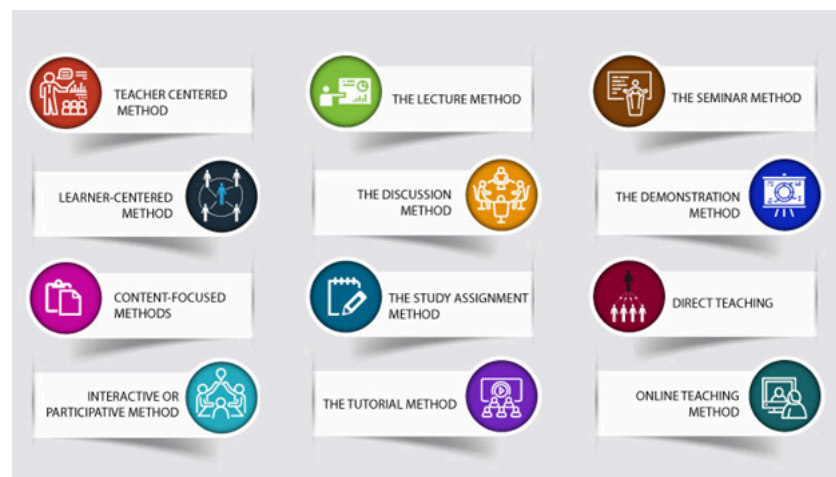 TEACHER CENTERED
METHOD
LEARNER-CENTERED
METHOD
CONTENT-FOCUSED
METHODS
INTERACTIVE OR
PARTICIPATIVE METHOD
THE LECTURE METHOD
THE DISCUSSION
METHOD
THE STUDY ASSIGNMENT
METHOD
THE TUTORIAL METHOD
THE SEMINAR METHOD
THE DEMONSTRATION
METHOD
DIRECT TEACHING
ONLINE TEACHING
METHOD